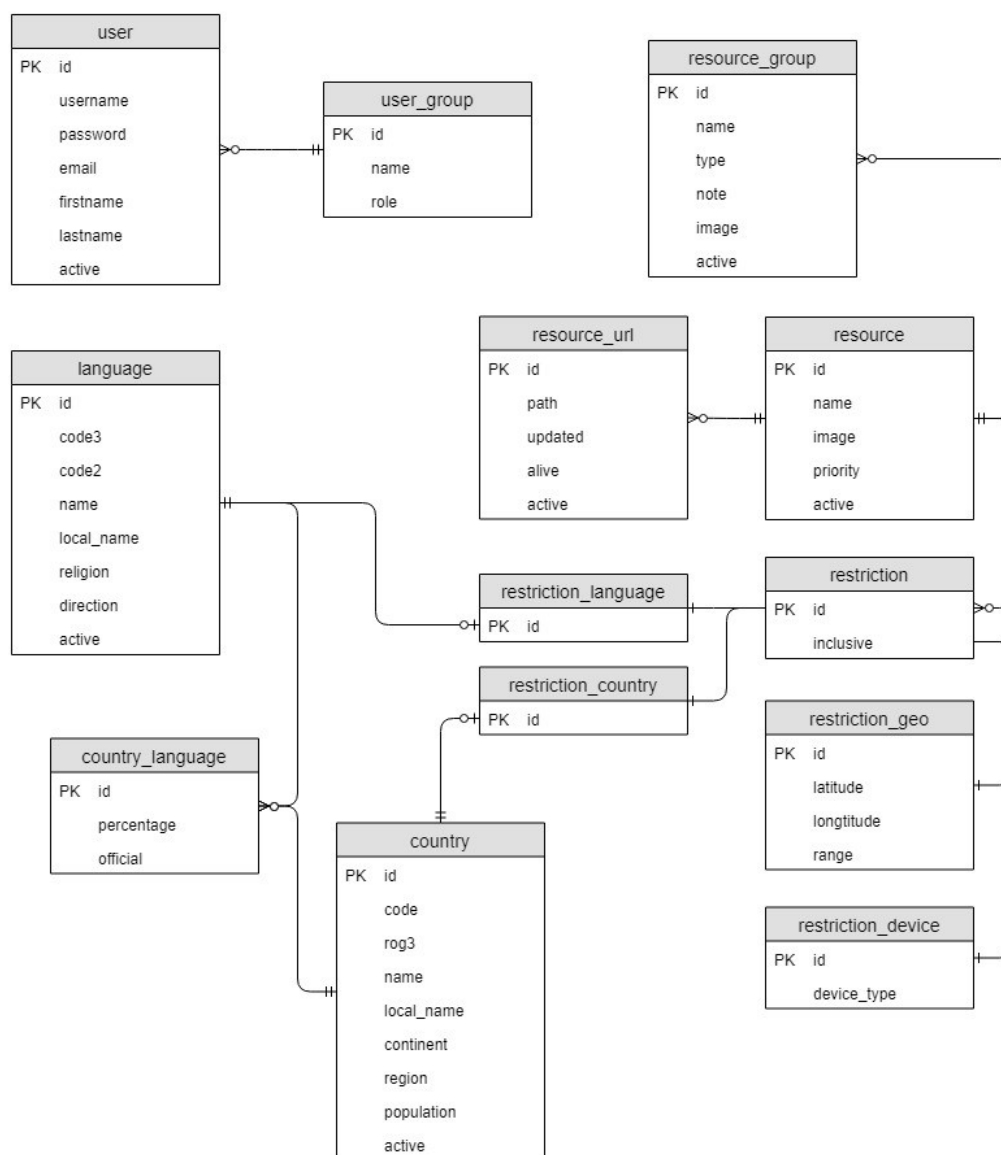 user
PK id
username
password
email
firstname
lastname
active
user_group
PK id
name
role
resource_group
PK id
name
type
note
image
active
language
PK id
code3
code2
name
local_name
religion
direction
active
resource_url
PK id
path
updated
alive
active
resource
PK id
name
image
priority
active
restriction_language
PK id
restriction
PK id
inclusive
restriction_country
PK id
restriction_geo
PK id
latitude
longtitude
range
country_language
PK id
percentage
official
country
PK id
code
rog3
name
local_name
continent
region
population
active
restriction_device
PK id
device_type